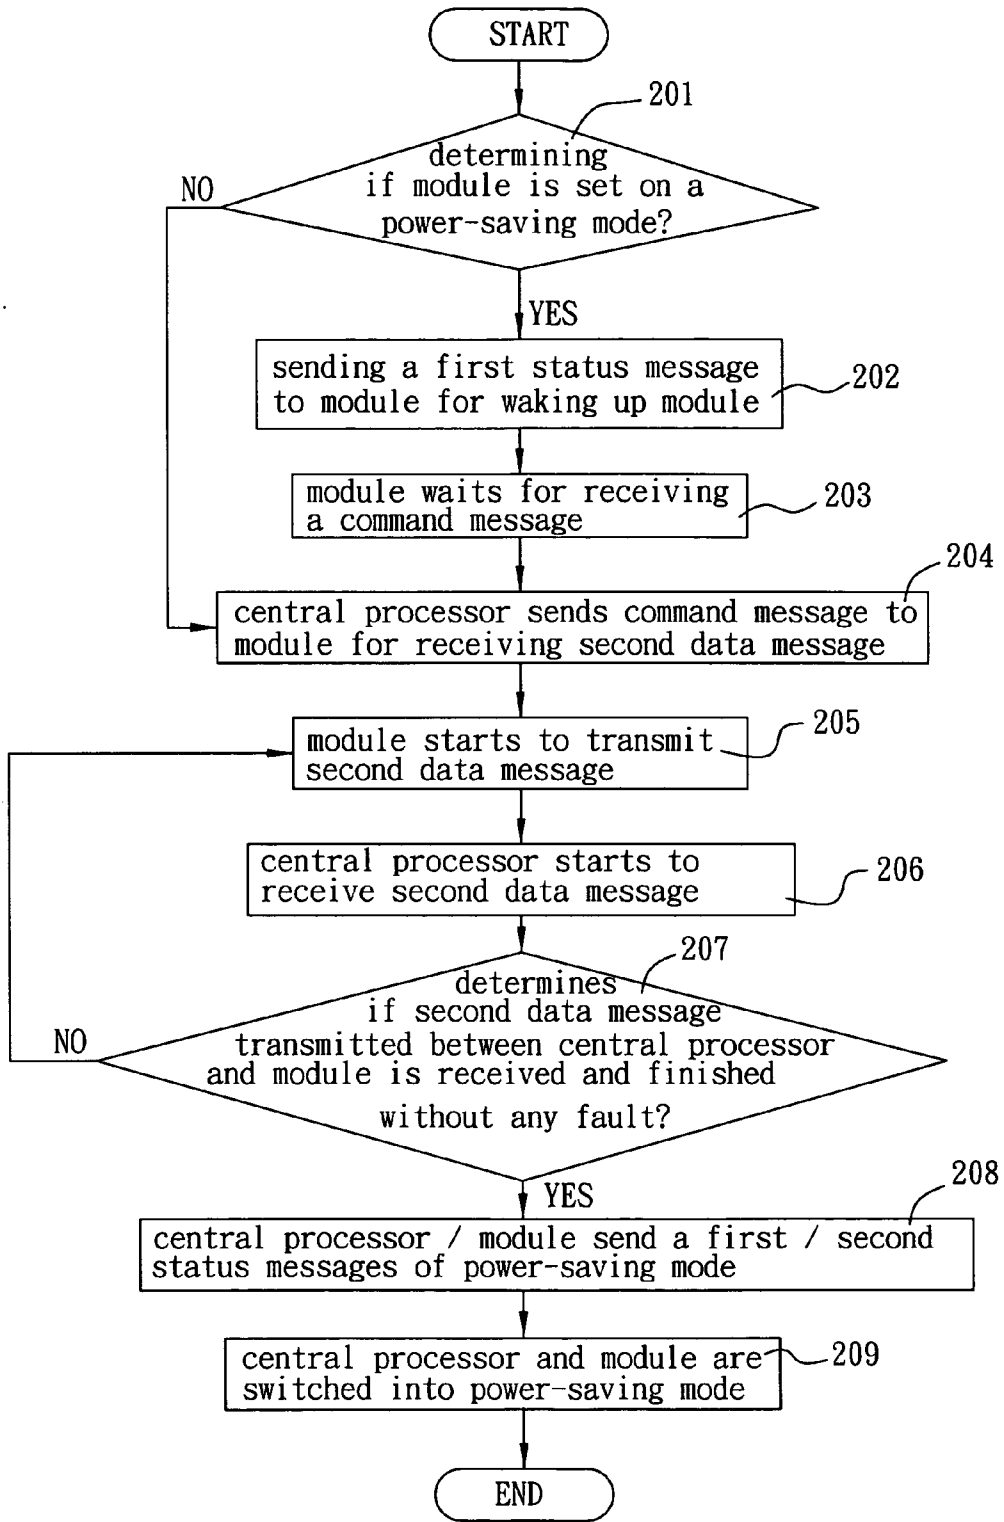 START
201
determining
if module is set on a
power-saving mode?
NO
YES
sending a first status message
to module for waking up module
202
module waits for receiving
a command message
203
204
central processor sends command message to
module for receiving second data message
module starts to transmit
second data message
205
central processor starts to
receive second data message
206
207
determines
if second data message
transmitted between central processor
and module is received and finished
without any fault?
NO
YES
208
central processor / module send a first / second
status messages of power-saving mode
central processor and module are
switched into power-saving mode
209
END